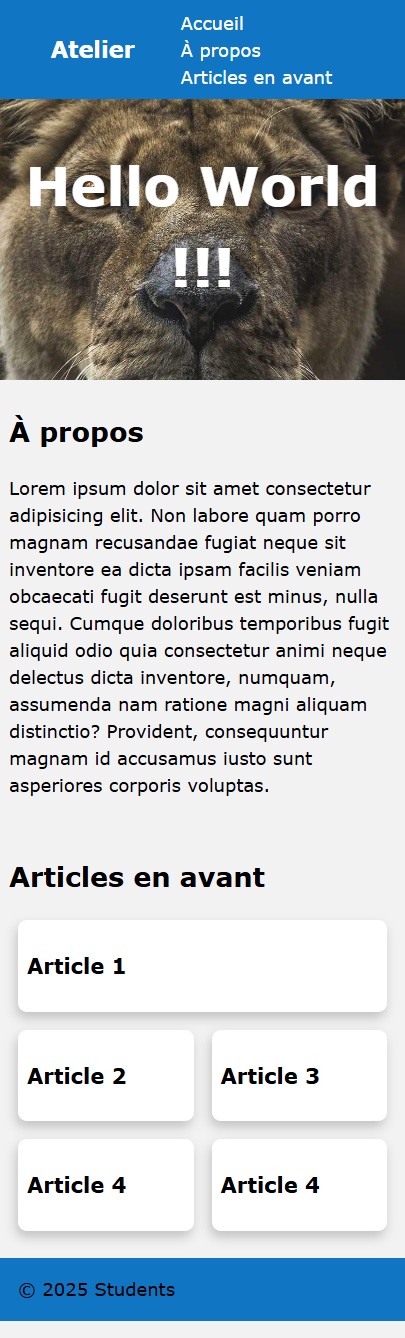 Atelier
Accueil
À propos
Articles en avant
Hello World
!!!
À propos
Lorem ipsum dolor sit amet consectetur
adipisicing elit. Non labore quam porro
magnam recusandae fugiat neque sit
inventore ea dicta ipsam facilis veniam
obcaecati fugit deserunt est minus, nulla
sequi. Cumque doloribus temporibus fugit
aliquid odio quia consectetur animi neque
delectus dicta inventore, numquam,
assumenda nam ratione magni aliquam
distinctio? Provident, consequuntur
magnam id accusamus iusto sunt
asperiores corporis voluptas.
Articles en avant
Article 1
Article 2
Article 3
Article 4
Article 4
© 2025 Students